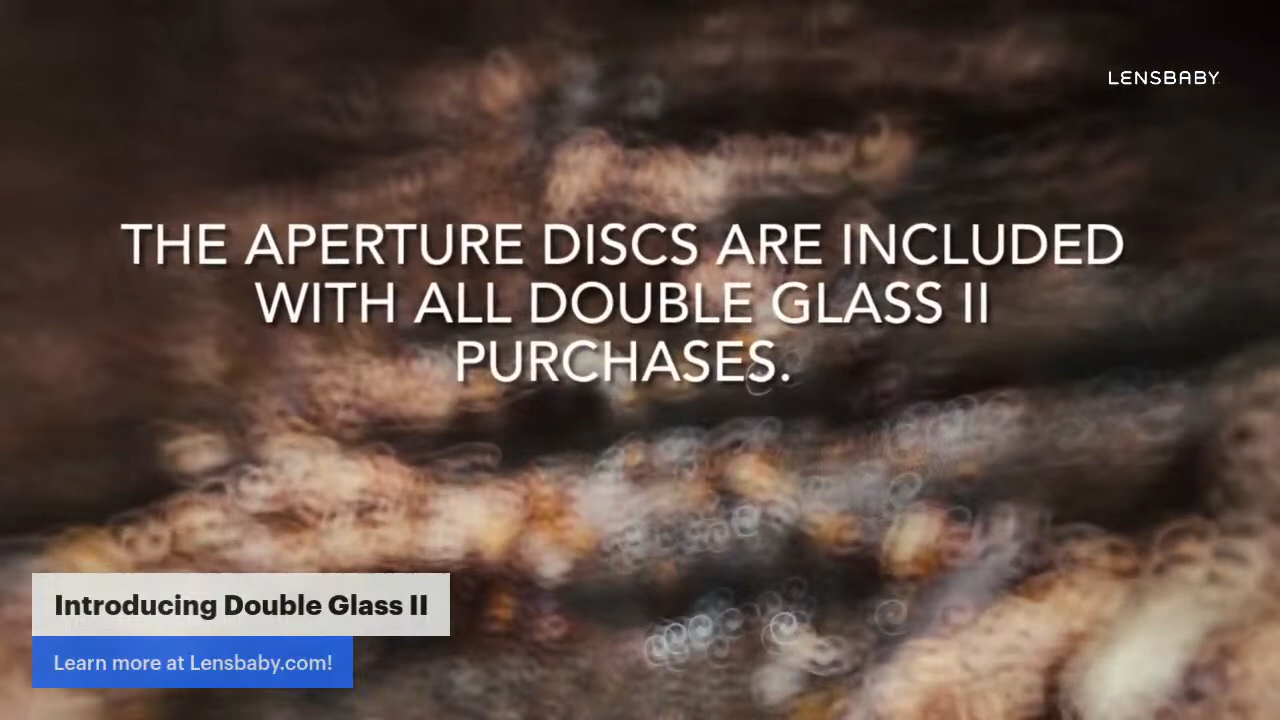 LENSBABY
THE APERTURE DISCS ARE INCLUDED
WITH ALL DOUBLE GLASS II
PURCHASES.
Introducing Double Glass II
Learn more at Lensbaby.com!